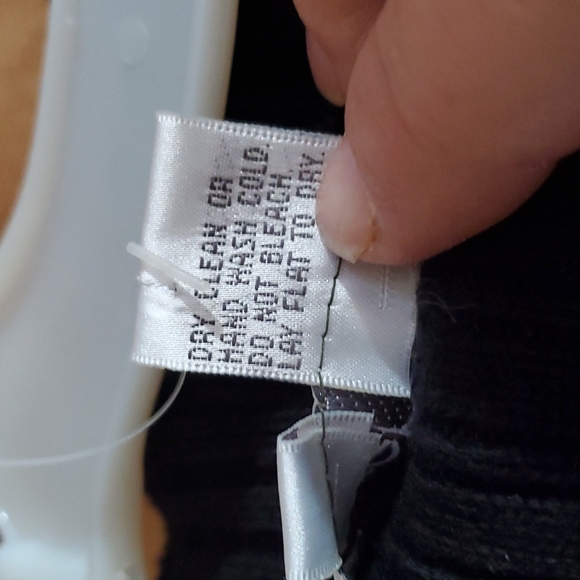 DRY CLEAN OR
HAND WASH COLD.
DO NOT BLEACH.
LAY FLAT TO DRY.